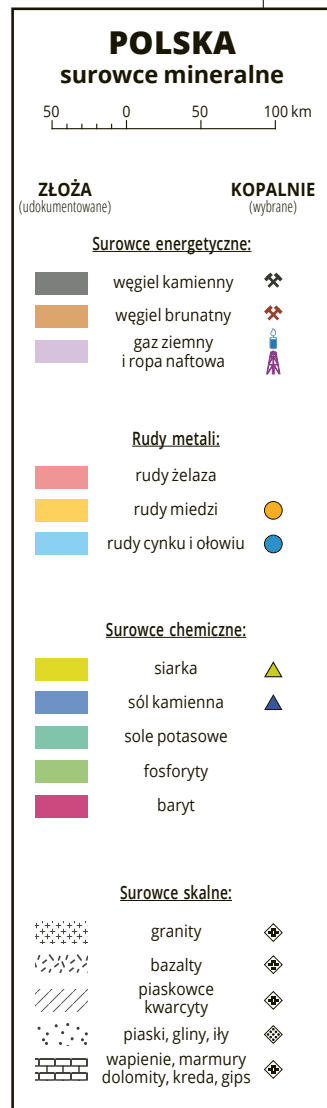 POLSKA
surowce mineralne
50 0 50 100 km
ZŁOŻA KOPALNIE
(udokumentowane) (wybrane)
Surowce energetyczne:
węgiel kamienny
węgiel brunatny
gaz ziemny
i ropa naftowa
Rudy metali:
rudy żelaza
rudy miedzi
rudy cynku i ołowiu
Surowce chemiczne:
siarka
sól kamienna
sole potasowe
fosforyty
baryt
Surowce skalne:
granity
bazalty
piaskowce
kwarcyty
piaski, gliny, iły
wapienie, marmury
dolomity, kreda, gips